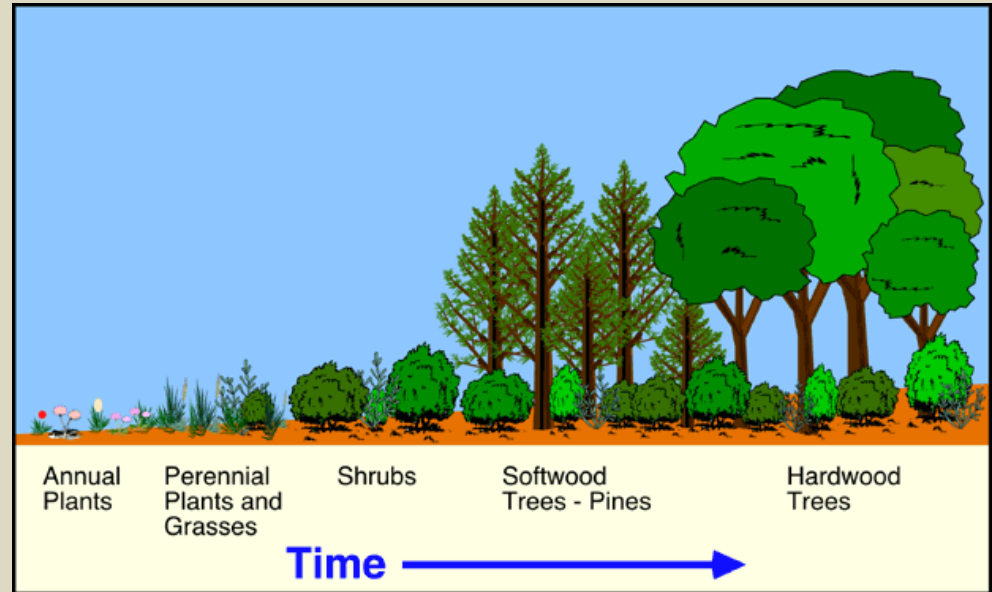 Annual
Plants
Perennial
Plants and
Grasses
Shrubs
Softwood
Trees - Pines
Hardwood
Trees
Time